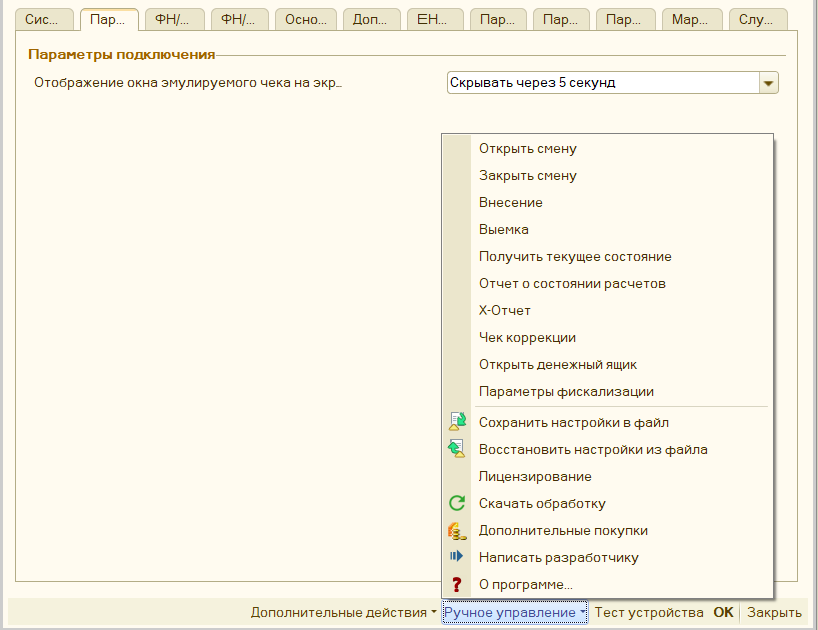 Сис... Пар... ФН/... ФН/... Осно... Доп... ЕН... Пар... Пар... Пар... Мар... Слу...
Параметры подключения
Отображение окна эмулируемого чека на экр... Скрывать через 5 секунд
Открыть смену
Закрыть смену
Внесение
Выемка
Получить текущее состояние
Отчет о состоянии расчетов
Х-Отчет
Чек коррекции
Открыть денежный ящик
Параметры фискализации
Сохранить настройки в файл
Восстановить настройки из файла
Лицензирование
Скачать обработку
Дополнительные покупки
Написать разработчику
О программе...
Дополнительные действия Ручное управление Тест устройства OK Закрыть